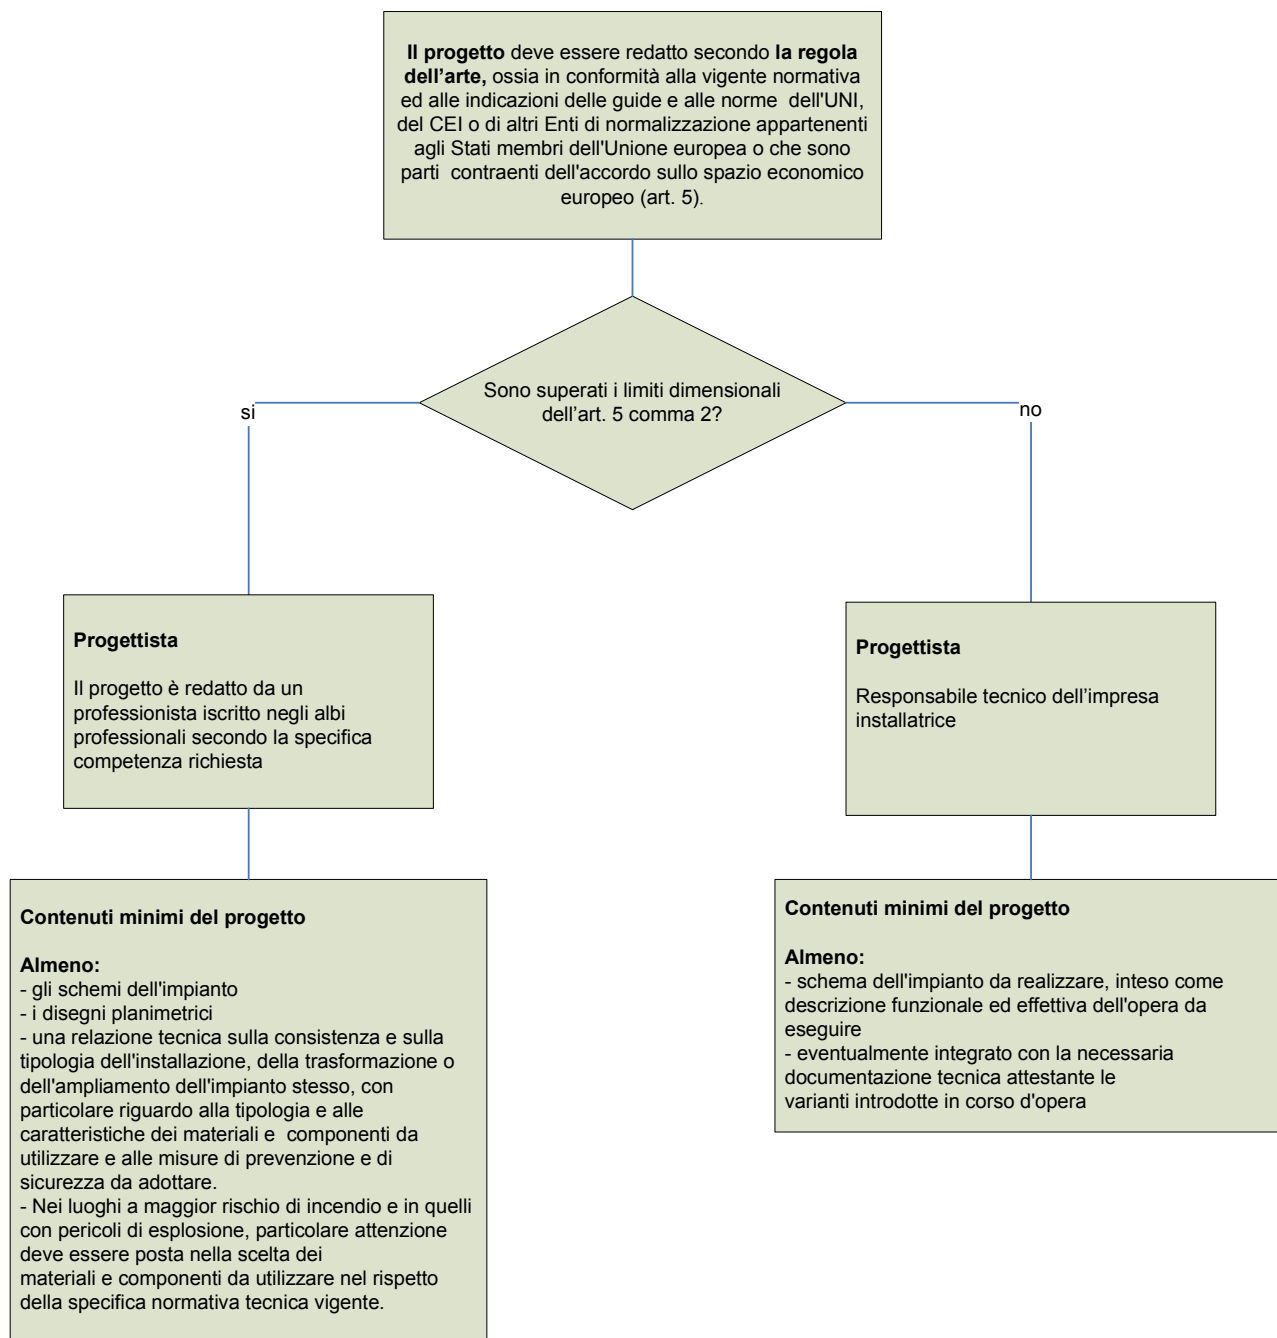 Il progetto deve essere redatto secondo la regola
dell'arte, ossia in conformità alla vigente normativa
ed alle indicazioni delle guide e alle norme dell'UNI,
del CEI o di altri Enti di normalizzazione appartenenti
agli Stati membri dell'Unione europea o che sono
parti contraenti dell'accordo sullo spazio economico
europeo (art. 5).
Sono superati i limiti dimensionali
dell'art. 5 comma 2?
si
no
Progettista
Il progetto è redatto da un
professionista iscritto negli albi
professionali secondo la specifica
competenza richiesta
Progettista
Responsabile tecnico dell'impresa
installatrice
Contenuti minimi del progetto
Almeno:
- gli schemi dell'impianto
- i disegni planimetrici
- una relazione tecnica sulla consistenza e sulla
tipologia dell'installazione, della trasformazione o
dell'ampliamento dell'impianto stesso, con
particolare riguardo alla tipologia e alle
caratteristiche dei materiali e componenti da
utilizzare e alle misure di prevenzione e di
sicurezza da adottare.
- Nei luoghi a maggior rischio di incendio e in quelli
con pericoli di esplosione, particolare attenzione
deve essere posta nella scelta dei
materiali e componenti da utilizzare nel rispetto
della specifica normativa tecnica vigente.
Contenuti minimi del progetto
Almeno:
- schema dell'impianto da realizzare, inteso come
descrizione funzionale ed effettiva dell'opera da
eseguire
- eventualmente integrato con la necessaria
documentazione tecnica attestante le
varianti introdotte in corso d'opera